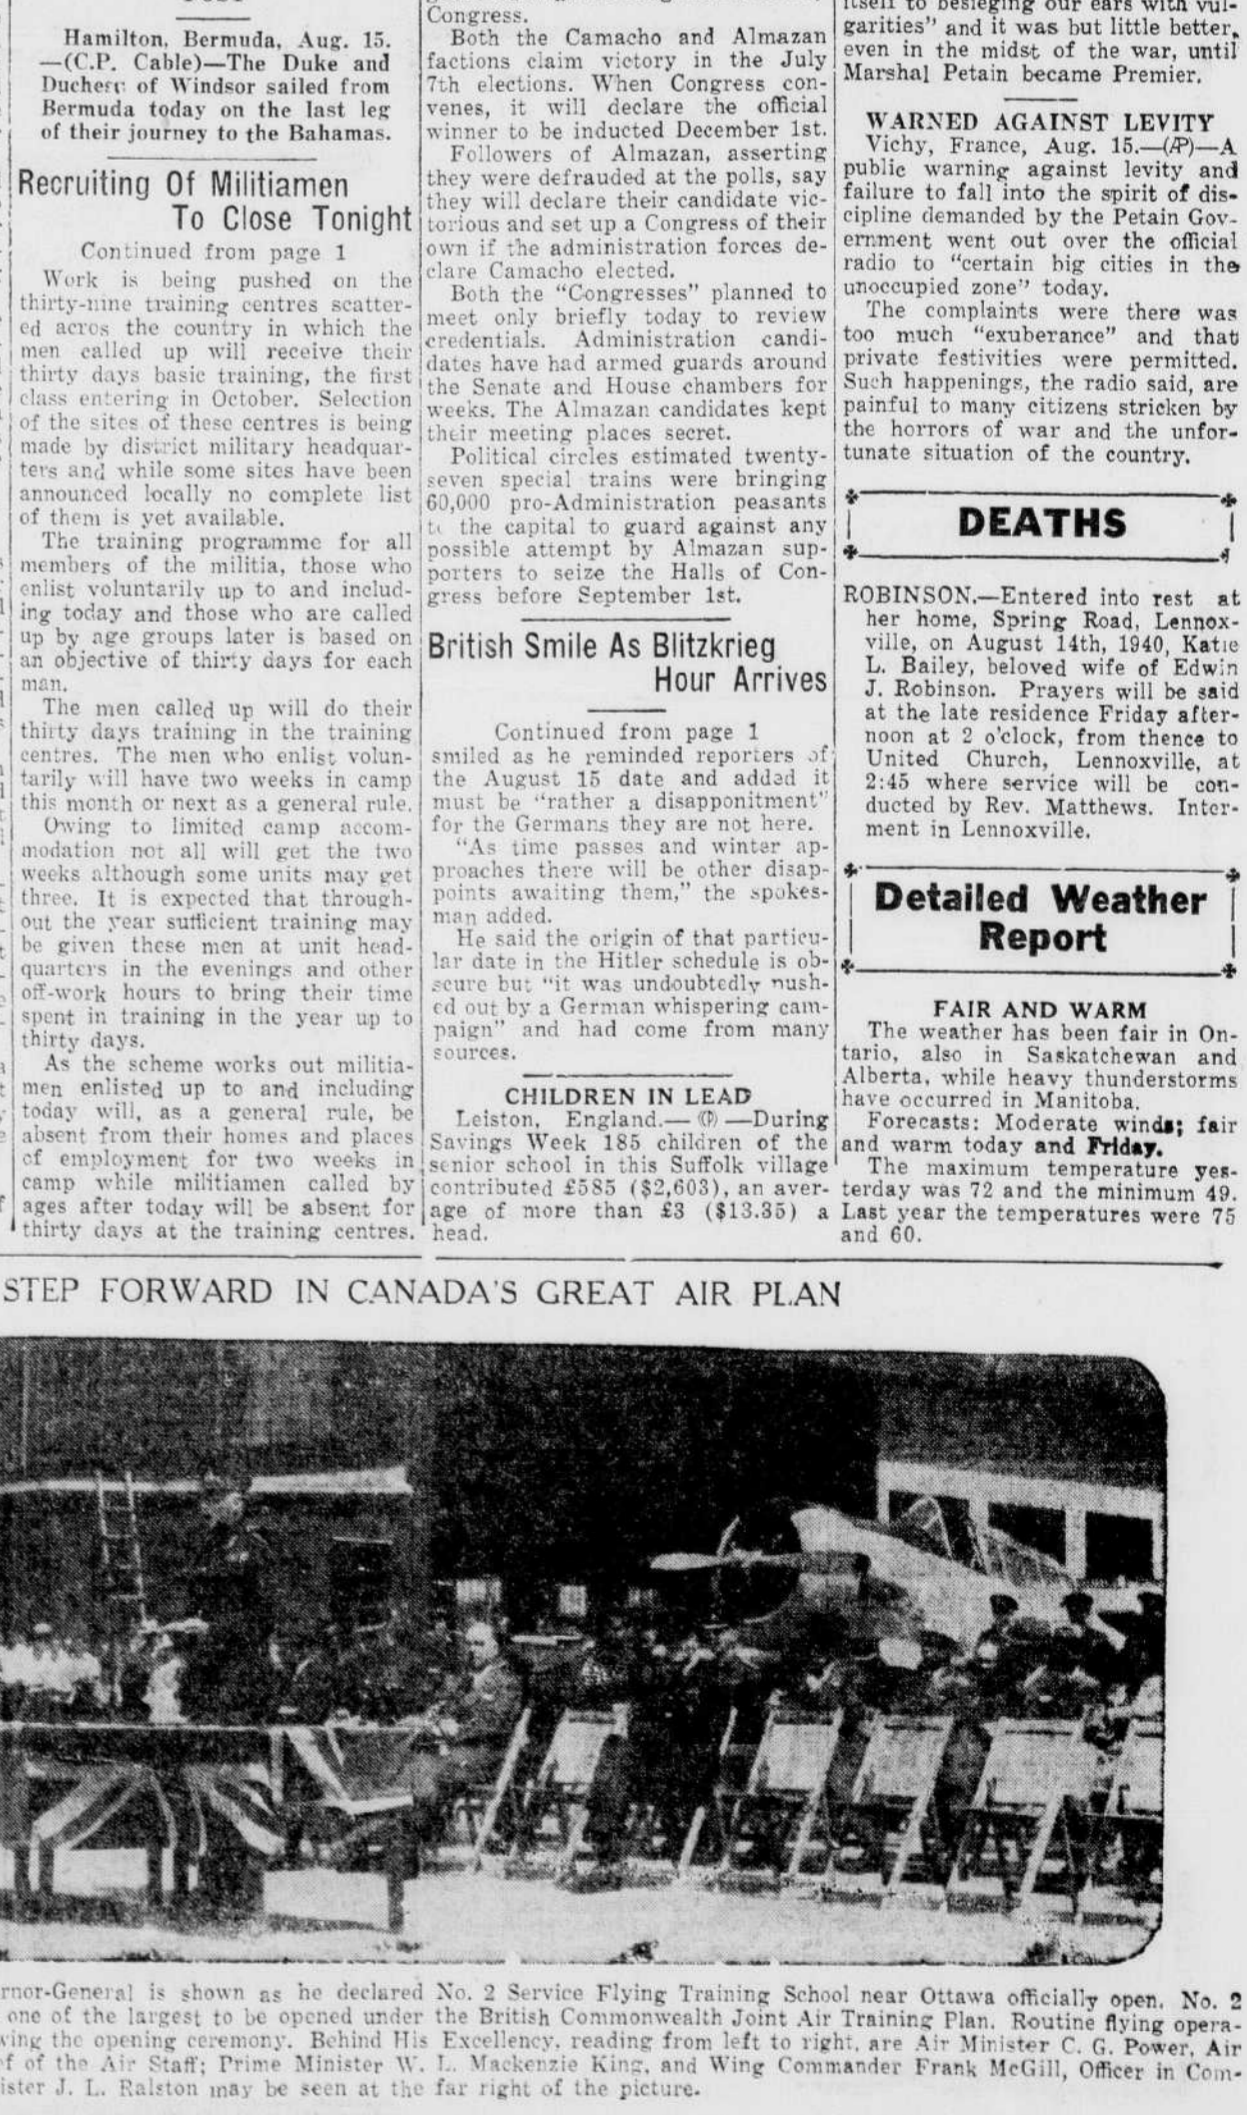 Hamilton, Bermuda, Aug. 15.
—(C.P. Cable)—The Duke and
of Windsor sailed from
Bermuda today on the last leg
of their journey to the Bahamas.
Recruiting Of Militiamen
To Close Tonight
Continued from page 1
Work is being pushed on the
thirty-nine training centres scatter-
ed acros the country in which the
men called up will receive their
thirty days basic training, the first
class entering in October. Selection
of the sites of these centres is being
made by district military headquar-
ters and while some sites have been
announced locally no complete list
of them is yet available.
The training programme for all
members of the militia, those who
enlist voluntarily up to and includ-
ing today and those who are called
up by age groups later is based on
an objective of thirty days for each
man.
The men called up will do their
thirty days training in the training
centres. The men who enlist volun-
tarily will have two weeks in camp
this month or next as a general rule.
Owing to limited camp accom-
modation not all will get the two
weeks although some units may get
three. It is expected that through-
out the year sufficient training may
be given these men at unit head-
quarters in the evenings and other
off-work hours to bring their time
spent in training in the year up to
thirty days.
As the scheme works out militia-
men enlisted up to and including
today will, as a general rule, be
absent from their homes and places
of employment for two weeks in
camp while militiamen called by
ages after today will be absent for
thirty days at the training centres.
Congress.
Both the Camacho and Almazan
factions claim victory in the July
7th elections. When Congress con-
venes, it will declare the official
winner to be inducted December 1st.
Followers of Almazan, asserting
they were defrauded at the polls, say
they will declare their candidate vic-
torious and set up a Congress of their
own if the administration forces de-
clare Camacho elected.
Both the "Congresses" planned to
meet only briefly today to review
credentials. Administration candi-
dates have had armed guards around
the Senate and House chambers for
weeks. The Almazan candidates kept
their meeting places secret.
Political circles estimated twenty-
seven special trains were bringing
60,000 pro-Administration peasants
to the capital to guard against any
possible attempt by Almazan sup-
porters to seize the Halls of Con-
gress before September 1st.
British Smile As Blitzkrieg
Hour Arrives
Continued from page 1
smiled as he reminded reporters of
the August 15 date and added it
must be "rather a disapponitment"
for the Germans they are not here.
"As time passes and winter ap-
proaches there will be other disap-
points awaiting them," the spokes-
man added.
He said the origin of that particu-
lar date in the Hitler schedule is ob-
scure but "it was undoubtedly push-
ed out by a German whispering cam-
paign" and had come from many
sources.
CHILDREN IN LEAD
Leiston, England.—(CP)—During
Savings Week 185 children of the
senior school in this Suffolk village
contributed £585 ($2,603), an aver-
age of more than £3 ($13.35) a
head.
itself to besieging our ears with vul-
garities" and it was but little better,
even in the midst of the war, until
Marshal Petain became Premier.
WARNED AGAINST LEVITY
Vichy, France, Aug. 15.—(AP)—A
public warning against levity and
failure to fall into the spirit of dis-
cipline demanded by the Petain Gov-
ernment went out over the official
radio to "certain big cities in the
unoccupied zone" today.
The complaints were there was
too much "exuberance" and that
private festivities were permitted.
Such happenings, the radio said, are
painful to many citizens stricken by
the horrors of war and the unfor-
tunate situation of the country.
DEATHS
ROBINSON.—Entered into rest at
her home, Spring Road, Lennox-
ville, on August 14th, 1940, Katie
L. Bailey, beloved wife of Edwin
J. Robinson. Prayers will be said
at the late residence Friday after-
noon at 2 o'clock, from thence to
United Church, Lennoxville, at
2:45 where service will be con-
ducted by Rev. Matthews. Inter-
ment in Lennoxville.
Detailed Weather
Report
FAIR AND WARM
The weather has been fair in On-
tario, also in Saskatchewan and
Alberta, while heavy thunderstorms
have occurred in Manitoba.
Forecasts: Moderate winds; fair
and warm today and Friday.
The maximum temperature yes-
terday was 72 and the minimum 49.
Last year the temperatures were 75
and 60.
STEP FORWARD IN CANADA'S GREAT AIR PLAN
rnor-General is shown as he declared No. 2 Service Flying Training School near Ottawa officially open. No. 2
one of the largest to be opened under the British Commonwealth Joint Air Training Plan. Routine flying opera-
wing the opening ceremony. Behind His Excellency, reading from left to right, are Air Minister C. G. Power, Air
f of the Air Staff; Prime Minister W. L. Mackenzie King, and Wing Commander Frank McGill, Officer in Com-
ister J. L. Ralston may be seen at the far right of the picture.